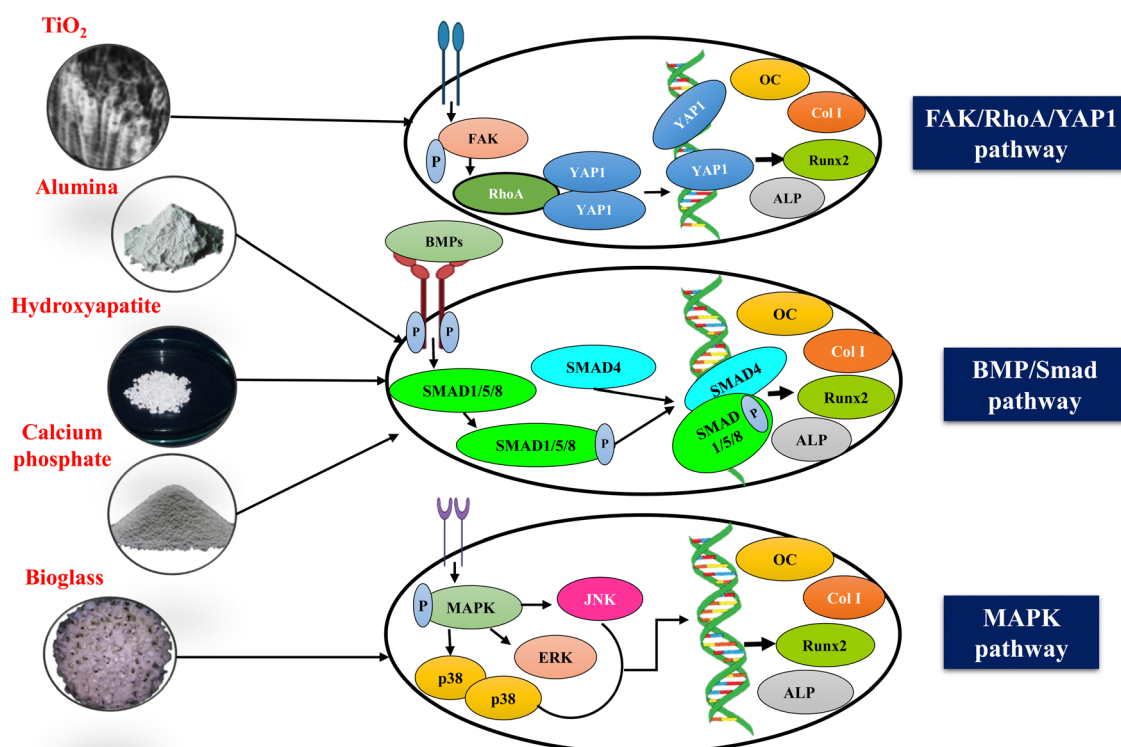 TiO₂
Alumina
Hydroxyapatite
Calcium
phosphate
Bioglass
P
FAK
RhoA
YAP1
YAP1
YAP1
YAP1
OC
Col I
Runx2
ALP
FAK/RhoA/YAP1
pathway
BMPs
P
P
SMAD1/5/8
SMAD1/5/8
P
SMAD4
SMAD4
SMAD
1/5/8
P
OC
Col I
Runx2
ALP
BMP/Smad
pathway
P
MAPK
JNK
ERK
p38
p38
OC
Col I
Runx2
ALP
MAPK
pathway